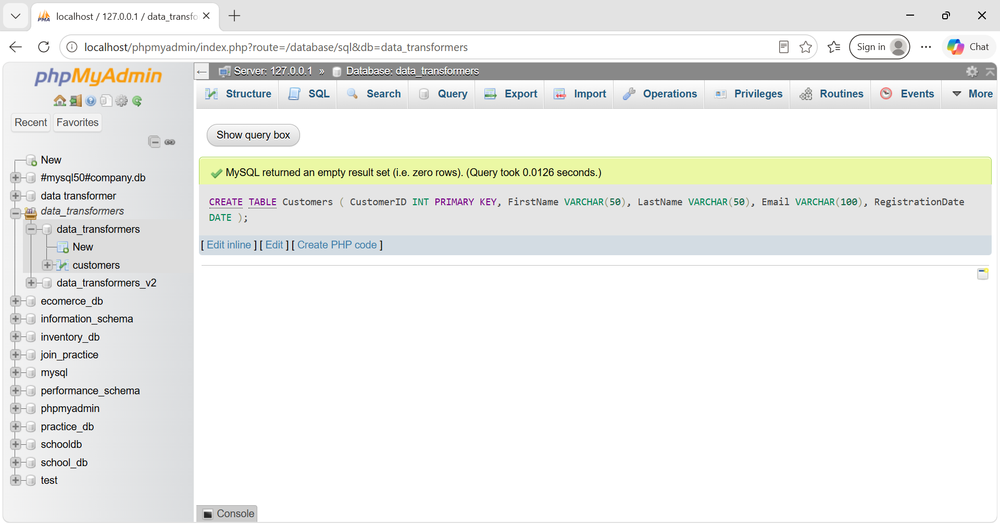 localhost / 127.0.0.1 / data_transfo
localhost/phpmyadmin/index.php?route=/database/sql&db=data_transformers
Sign in
Chat
phpMyAdmin
Recent
Favorites
New
#mysql50#company.db
data transformer
data_transformers
data_transformers
New
customers
data_transformers_v2
ecomerce_db
information_schema
inventory_db
join_practice
mysql
performance_schema
phpmyadmin
practice_db
schooldb
school_db
test
Server: 127.0.0.1 » Database: data_transformers
Structure
SQL
Search
Query
Export
Import
Operations
Privileges
Routines
Events
More
Show query box
MySQL returned an empty result set (i.e. zero rows). (Query took 0.0126 seconds.)
CREATE TABLE Customers ( CustomerID INT PRIMARY KEY, FirstName VARCHAR(50), LastName VARCHAR(50), Email VARCHAR(100), RegistrationDate
DATE );
[ Edit inline ] [ Edit ] [ Create PHP code ]
Console